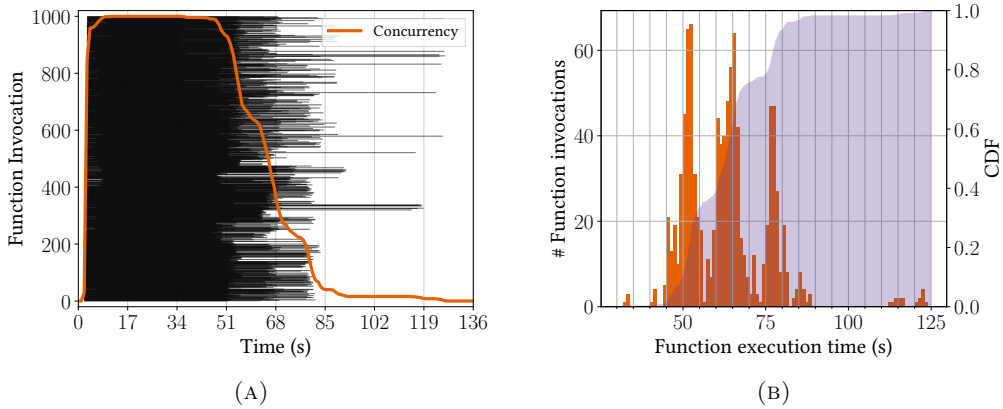 Concurrency
Function Invocation
1000
800
600
400
200
0
0 17 34 51 68 85 102 119 136
Time (s)
(A)
# Function invocations
60
40
20
0
1.0
0.8
0.6
0.4
0.2
0.0
CDF
50 75 100 125
Function execution time (s)
(B)